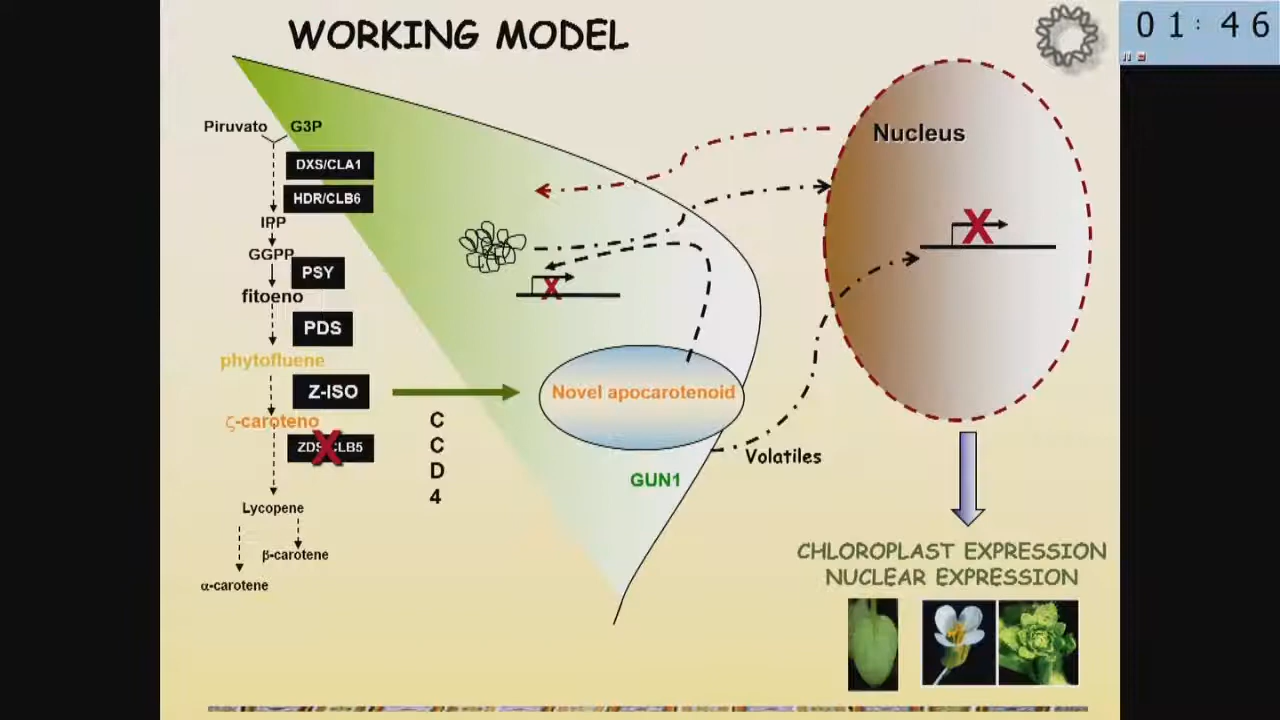 WORKING MODEL
01:46
Piruvato
G3P
DXS/CLA1
HDR/CLB6
IPP
GGPP
PSY
fitoeno
PDS
phytofluene
Z-ISO
ζ-caroteno
ZDS/CLB5
Lycopene
β-carotene
α-carotene
C
C
D
4
Novel apocarotenoid
GUN1
Volatiles
Nucleus
X
X
X
CHLOROPLAST EXPRESSION
NUCLEAR EXPRESSION